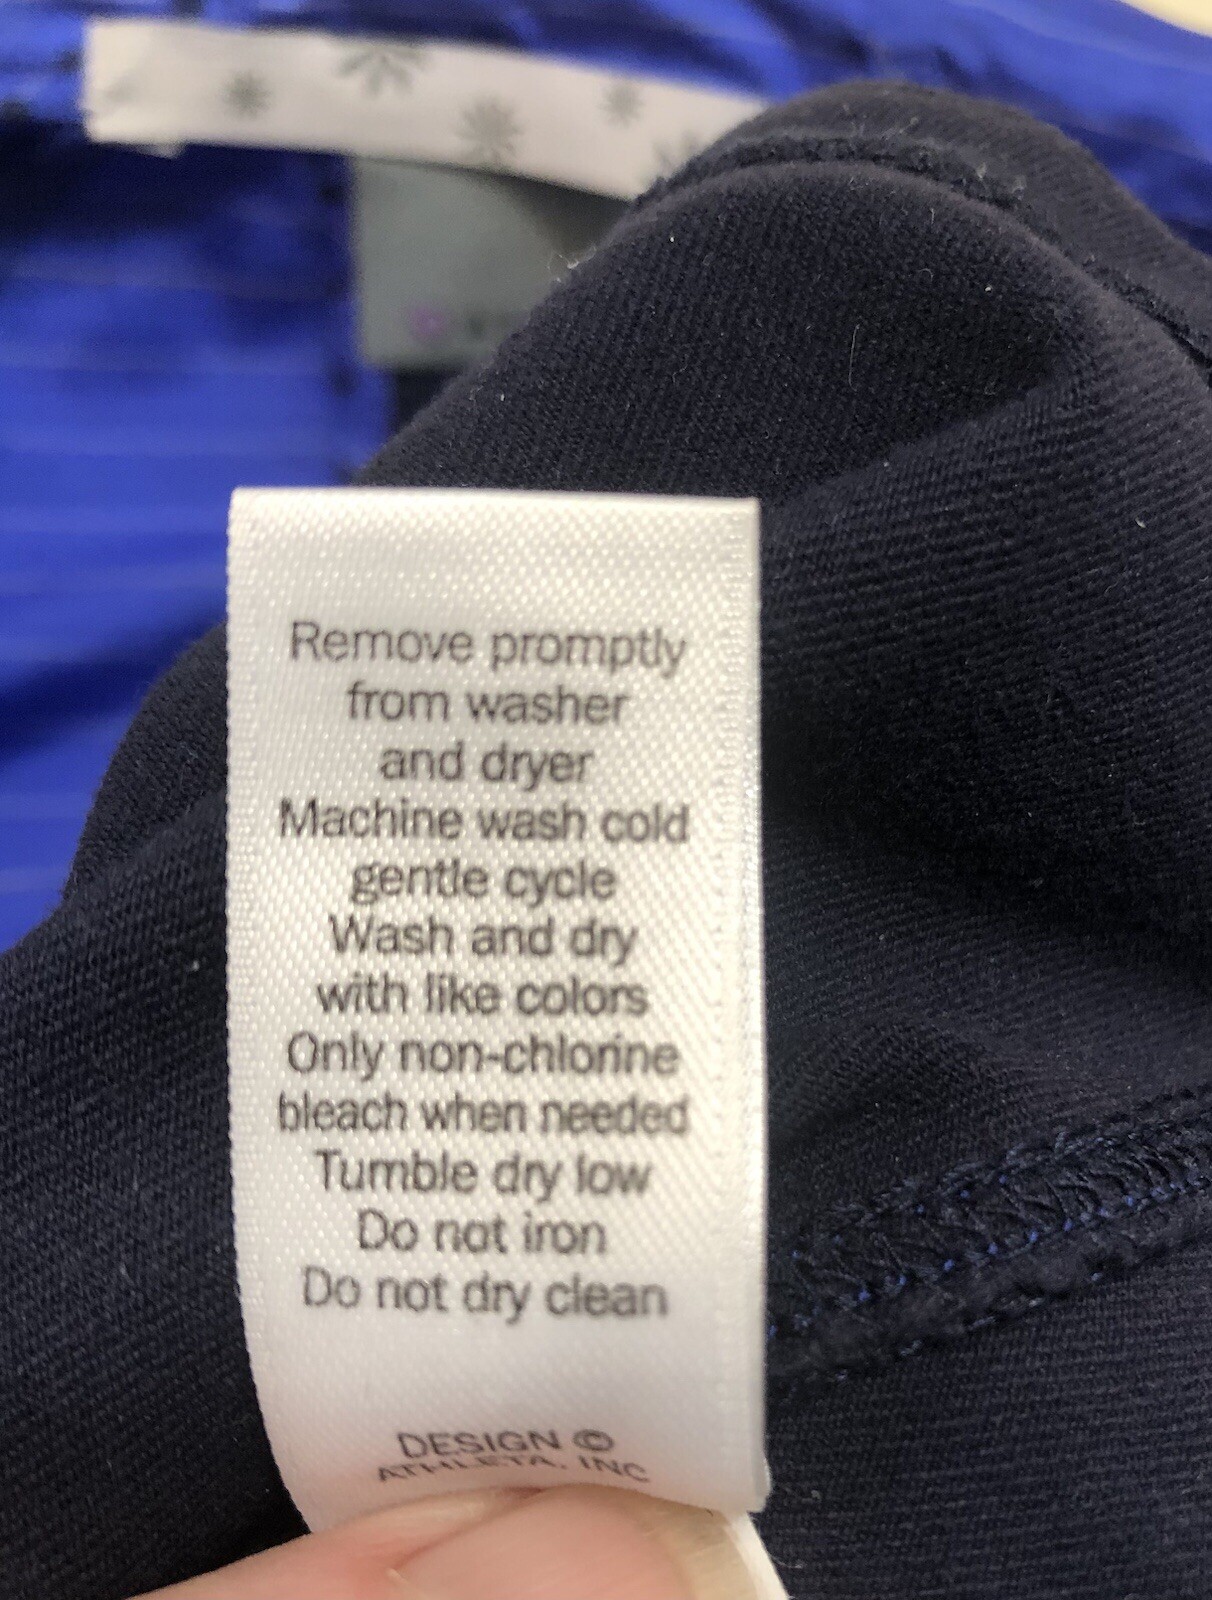 Remove promptly
from washer
and dryer
Machine wash cold
gentle cycle
Wash and dry
with like colors
Only non-chlorine
bleach when needed
Tumble dry low
Do not iron
Do not dry clean
DESIGN ©
ATHLETA, INC